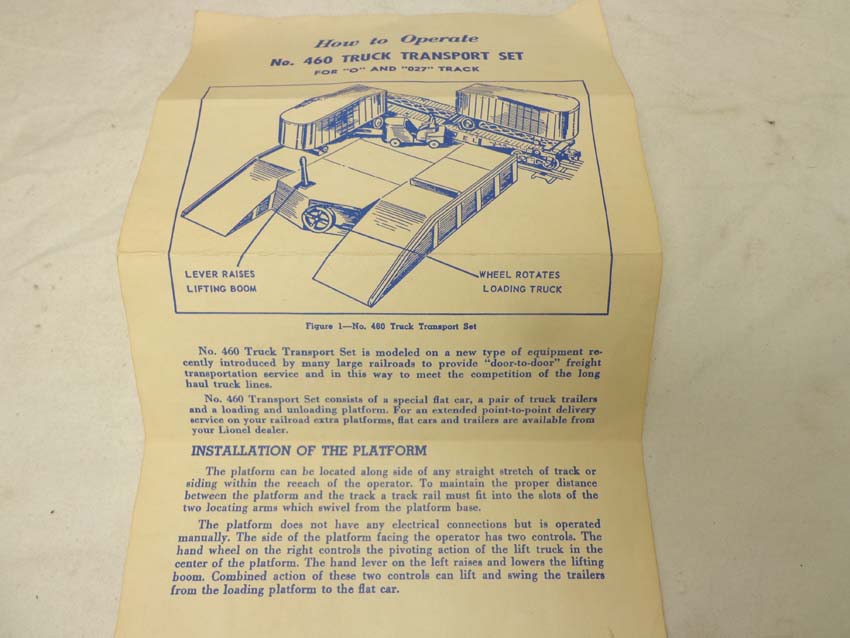 How to Operate
No. 460 TRUCK TRANSPORT SET
FOR "O" AND "027" TRACK
LEVER RAISES
LIFTING BOOM
WHEEL ROTATES
LOADING TRUCK
Figure 1—No. 460 Truck Transport Set
No. 460 Truck Transport Set is modeled on a new type of equipment re-
cently introduced by many large railroads to provide "door-to-door" freight
transportation service and in this way to meet the competition of the long
haul truck lines.
No. 460 Transport Set consists of a special flat car, a pair of truck trailers
and a loading and unloading platform. For an extended point-to-point delivery
service on your railroad extra platforms, flat cars and trailers are available from
your Lionel dealer.
INSTALLATION OF THE PLATFORM
The platform can be located along side of any straight stretch of track or
siding within the reach of the operator. To maintain the proper distance
between the platform and the track a track rail must fit into the slots of the
two locating arms which swivel from the platform base.
The platform does not have any electrical connections but is operated
manually. The side of the platform facing the operator has two controls. The
hand wheel on the right controls the pivoting action of the lift truck in the
center of the platform. The hand lever on the left raises and lowers the lifting
boom. Combined action of these two controls can lift and swing the trailers
from the loading platform to the flat car.